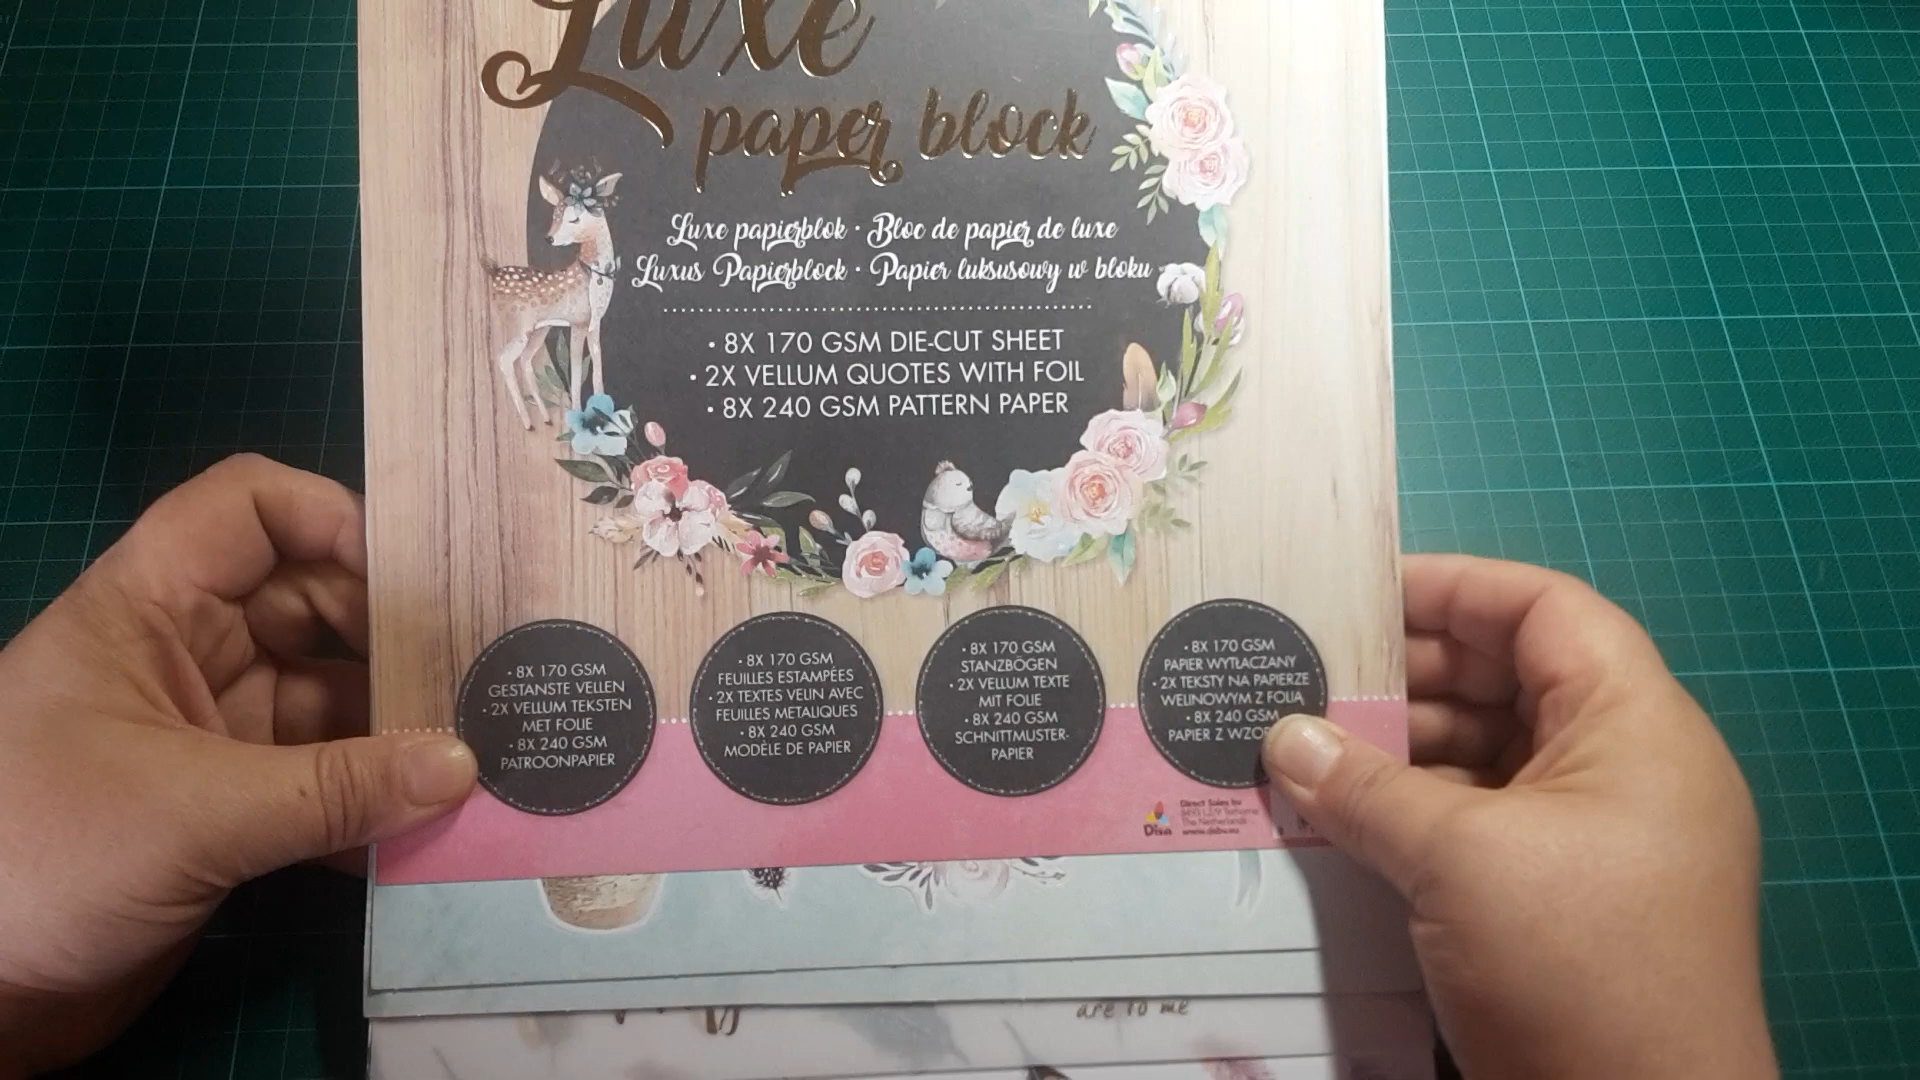 Luxe
paper block
Luxe papierblok · Bloc de papier de luxe
Luxus Papierblock · Papier luksusowy w bloku
• 8X 170 GSM DIE-CUT SHEET
• 2X VELLUM QUOTES WITH FOIL
• 8X 240 GSM PATTERN PAPER
• 8X 170 GSM
GESTANSTE VELLEN
• 2X VELLUM TEKSTEN
MET FOLIE
• 8X 240 GSM
PATROONPAPIER
• 8X 170 GSM
FEUILLES ESTAMPÉES
• 2X TEXTES VELIN AVEC
FEUILLES METALIQUES
• 8X 240 GSM
MODÈLE DE PAPIER
• 8X 170 GSM
STANZBÖGEN
• 2X VELLUM TEXTE
MIT FOLIE
• 8X 240 GSM
SCHNITTMUSTER-
PAPIER
• 8X 170 GSM
PAPIER WYTŁACZANY
• 2X TEKSTY NA PAPIERZE
WELINOWYM Z FOLIĄ
• 8X 240 GSM
PAPIER Z
Disa
Direct Sales bv
The Netherlands
are to me